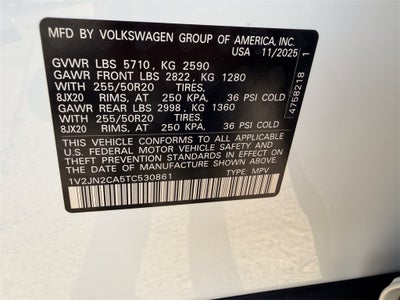 MFD BY VOLKSWAGEN GROUP OF AMERICA, INC.
USA 11/2025
GVWR LBS 5710, KG 2590
GAWR FRONT LBS 2822, KG 1280
WITH 255/50R20 TIRES,
8JX20 RIMS, AT 250 KPA, 36 PSI COLD
GAWR REAR LBS 2998, KG 1360
WITH 255/50R20 TIRES,
8JX20 RIMS, AT 250 KPA, 36 PSI COLD
THIS VEHICLE CONFORMS TO ALL APPLICABLE
U.S. FEDERAL MOTOR VEHICLE SAFETY, BUMPER,
AND THEFT PREVENTION STANDARDS IN EFFECT ON
THE DATE OF MANUFACTURE SHOWN ABOVE.
1V2JN2CA5TC530861 TYPE: MPV
4758218 1